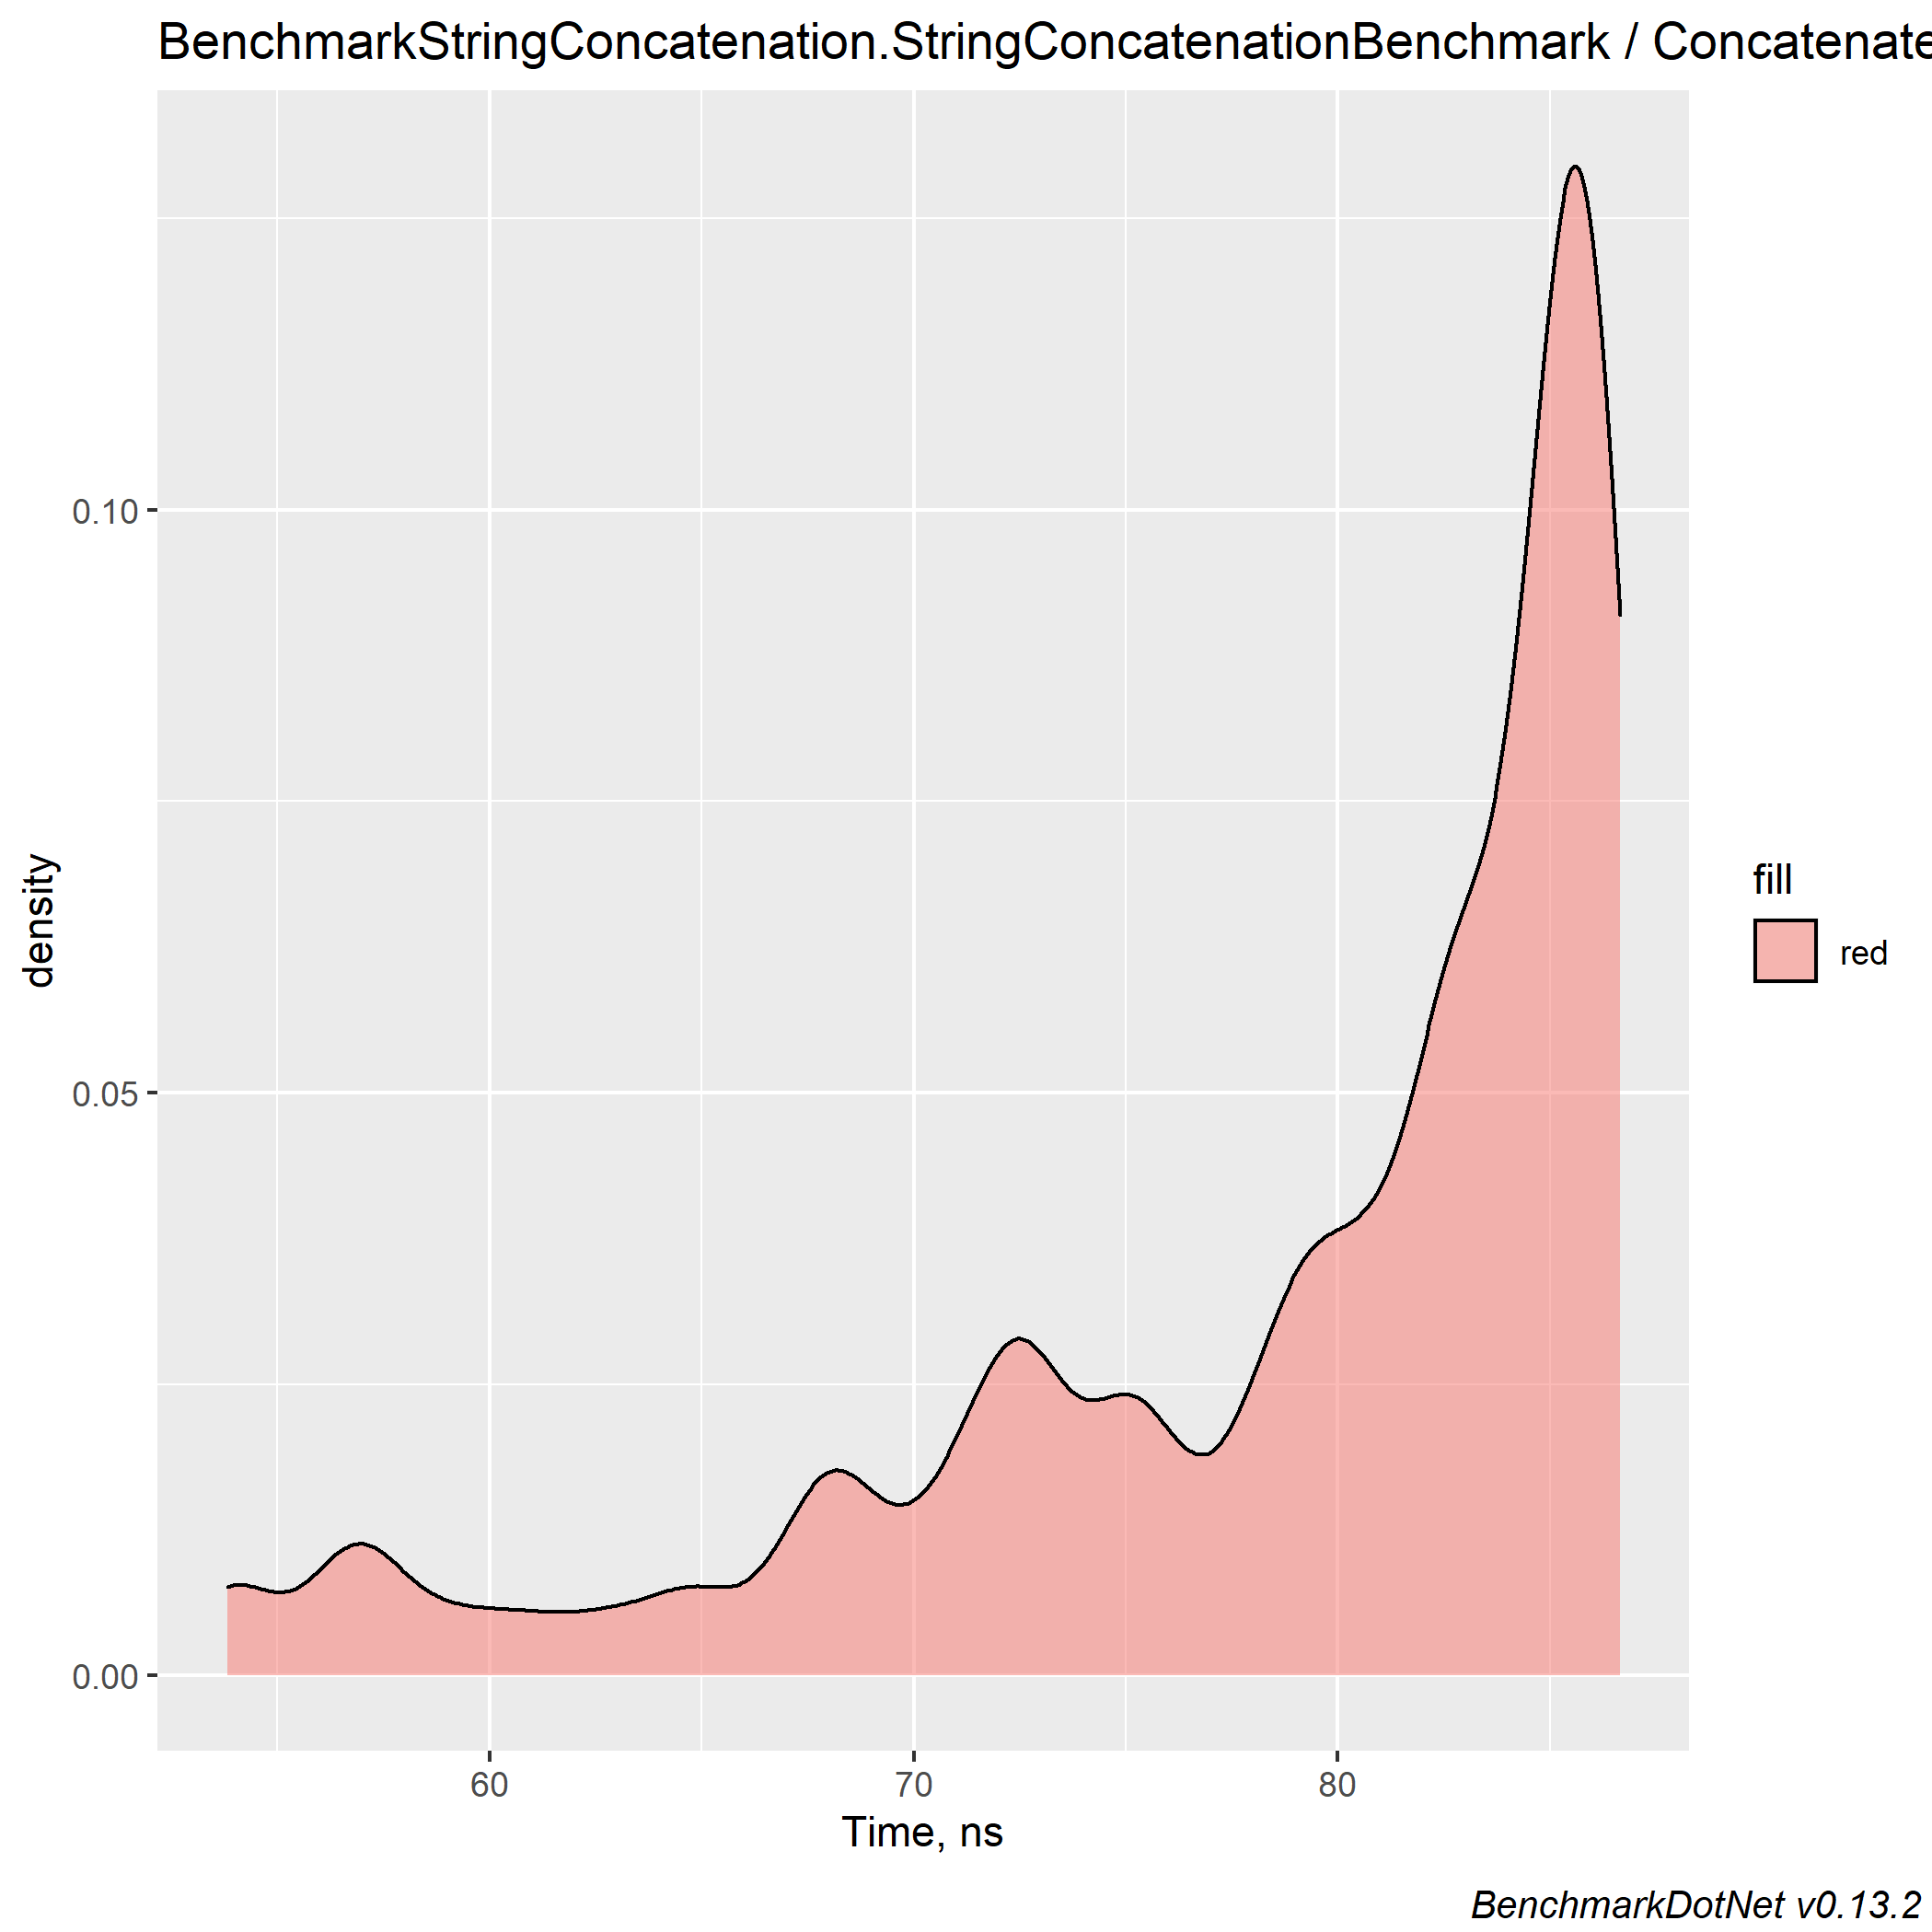 BenchmarkStringConcatenation.StringConcatenationBenchmark / Concatenate
0.10
0.05
0.00
density
60 70 80
Time, ns
fill
red
BenchmarkDotNet v0.13.2